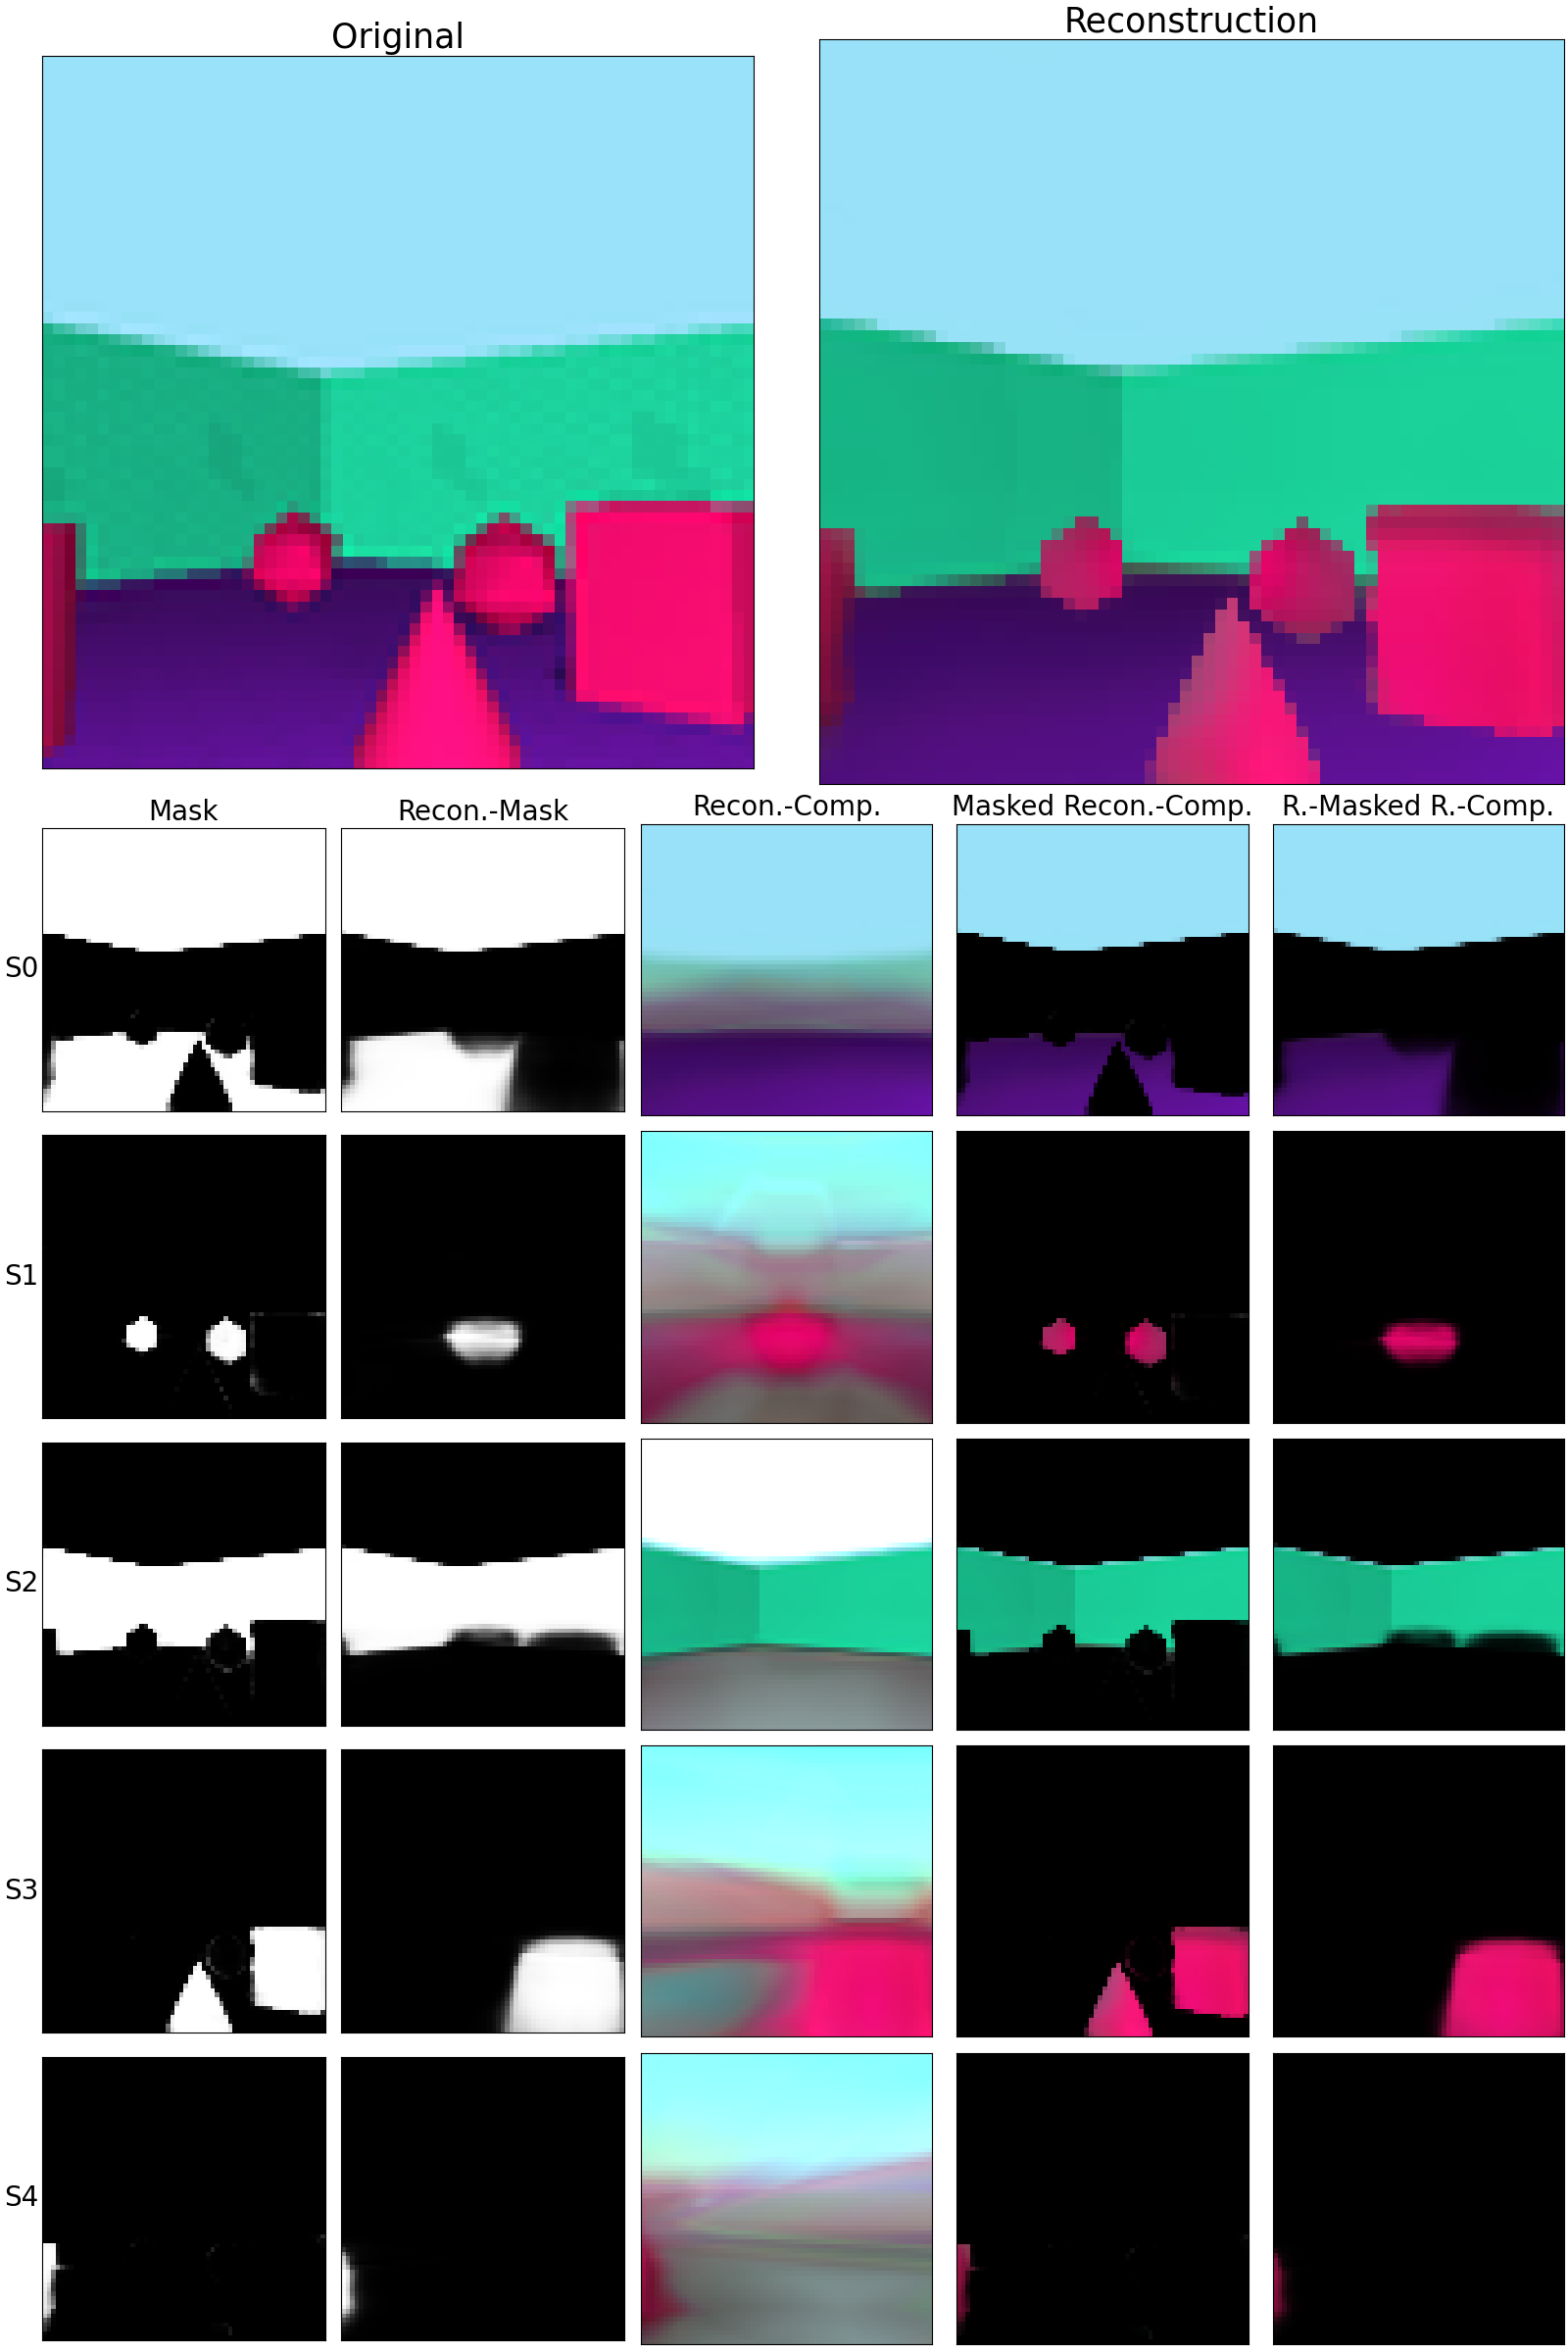 Original
Reconstruction
Mask
Recon.-Mask
Recon.-Comp.
Masked Recon.-Comp.
R.-Masked R.-Comp.
S0
S1
S2
S3
S4